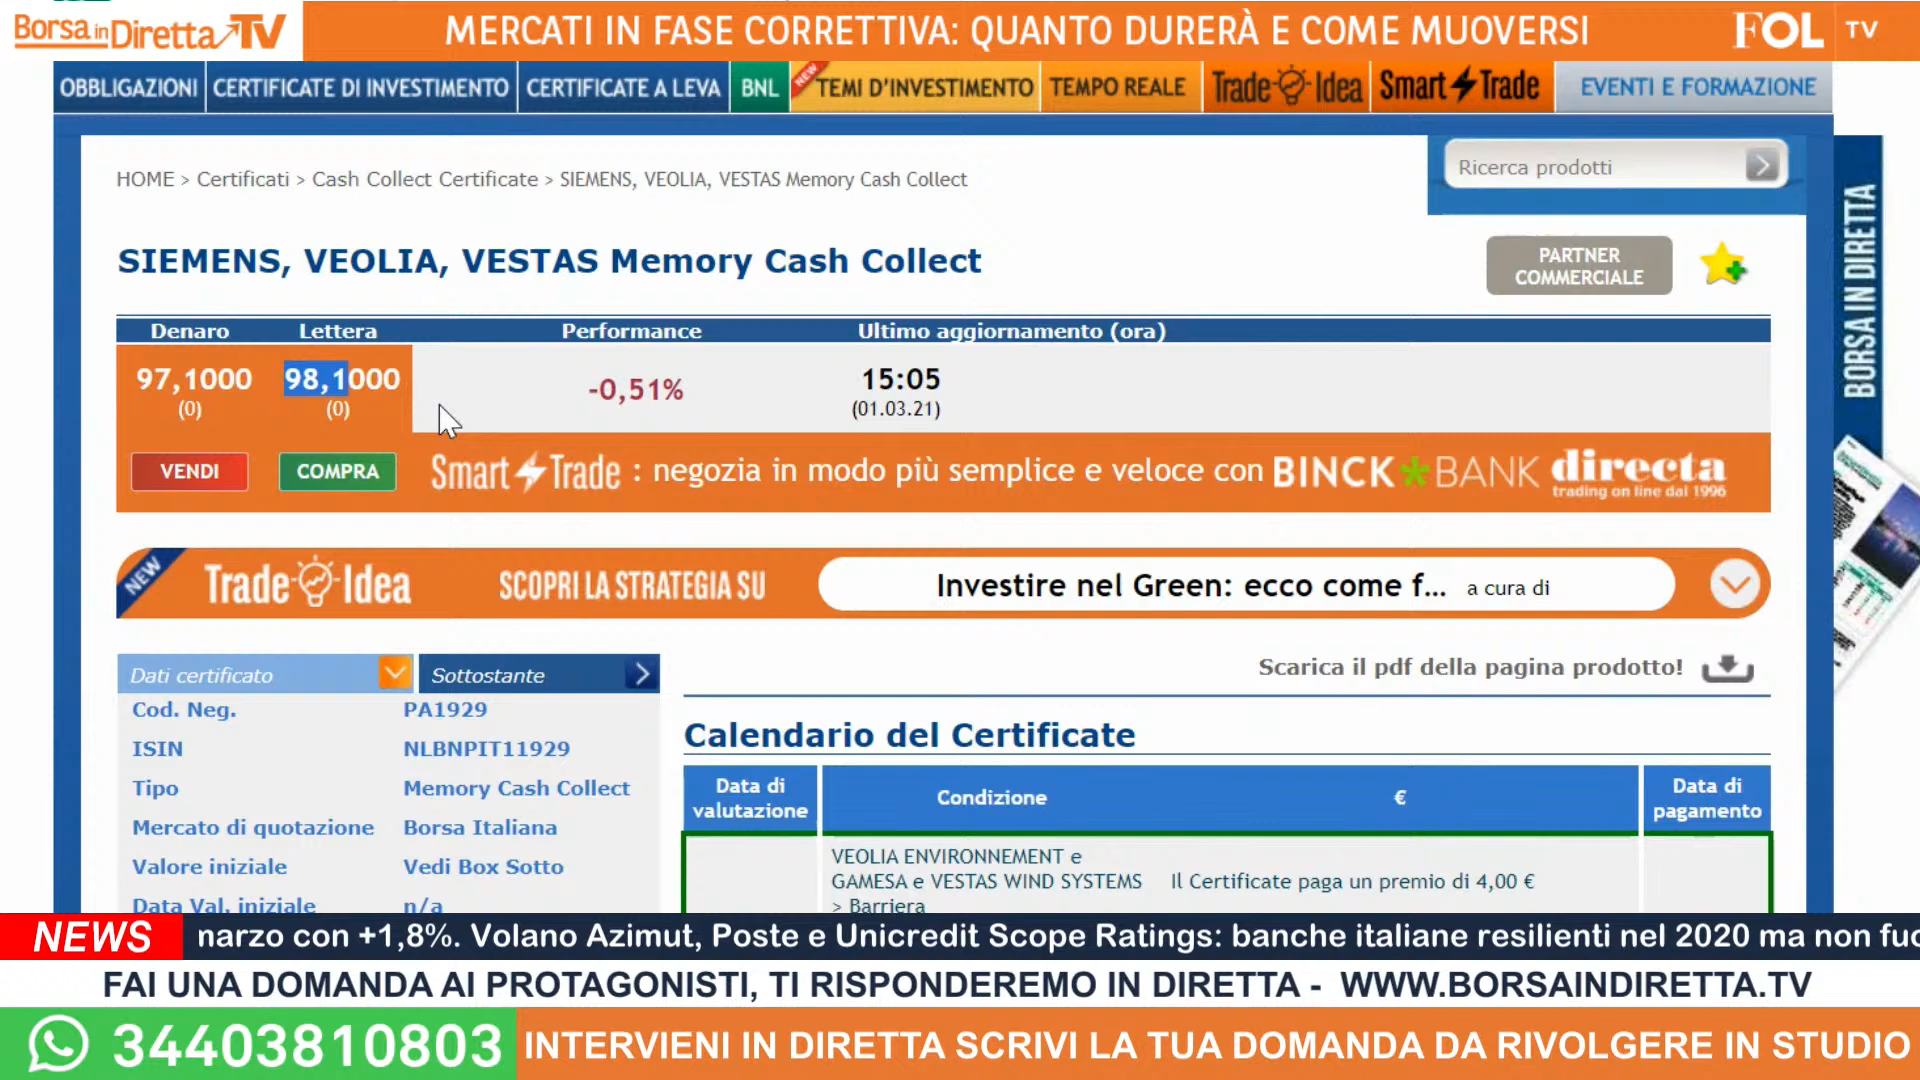 Borsa in Diretta TV
MERCATI IN FASE CORRETTIVA: QUANTO DURERÀ E COME MUOVERSI
FOL TV
OBBLIGAZIONI CERTIFICATE DI INVESTIMENTO CERTIFICATE A LEVA BNL NEW TEMI D'INVESTIMENTO TEMPO REALE Trade Idea Smart Trade EVENTI E FORMAZIONE
HOME > Certificati > Cash Collect Certificate > SIEMENS, VEOLIA, VESTAS Memory Cash Collect
Ricerca prodotti
SIEMENS, VEOLIA, VESTAS Memory Cash Collect
PARTNER
COMMERCIALE
BORSA IN DIRETTA
Denaro Lettera Performance Ultimo aggiornamento (ora)
97,1000 98,1000 -0,51% 15:05
(0) (0) (01.03.21)
VENDI COMPRA Smart Trade : negozia in modo più semplice e veloce con BINCK BANK directa
trading on line dal 1996
NEW Trade Idea SCOPRI LA STRATEGIA SU Investire nel Green: ecco come f... a cura di
Dati certificato Sottostante
Scarica il pdf della pagina prodotto!
Cod. Neg. PA1929
ISIN NLBNPIT11929
Tipo Memory Cash Collect
Mercato di quotazione Borsa Italiana
Valore iniziale Vedi Box Sotto
Data Val. iniziale n/a
Calendario del Certificate
Data di
valutazione
Condizione
€
Data di
pagamento
VEOLIA ENVIRONNEMENT e
GAMESA e VESTAS WIND SYSTEMS Il Certificate paga un premio di 4,00 €
> Barriera
NEWS narzo con +1,8%. Volano Azimut, Poste e Unicredit Scope Ratings: banche italiane resilienti nel 2020 ma non fuo
FAI UNA DOMANDA AI PROTAGONISTI, TI RISPONDEREMO IN DIRETTA - WWW.BORSAINDIRETTA.TV
34403810803 INTERVIENI IN DIRETTA SCRIVI LA TUA DOMANDA DA RIVOLGERE IN STUDIO